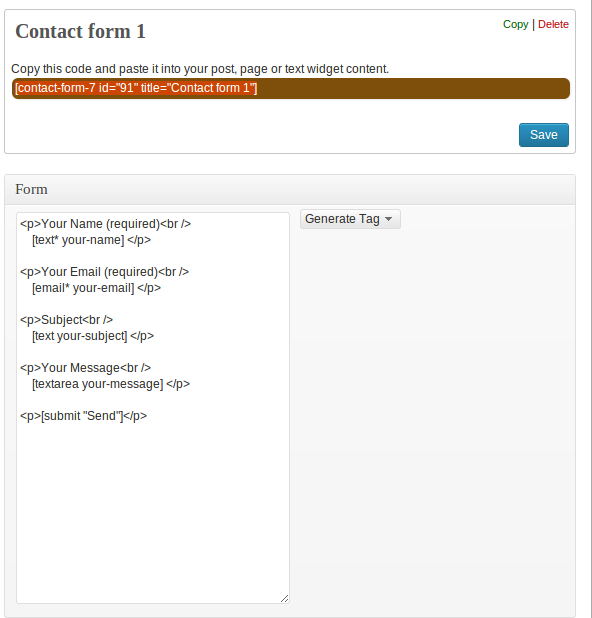 Contact form 1
Copy | Delete
Copy this code and paste it into your post, page or text widget content.
[contact-form-7 id="91" title="Contact form 1"]
Save
Form
<p>Your Name (required)<br />
[text* your-name] </p>
<p>Your Email (required)<br />
[email* your-email] </p>
<p>Subject<br />
[text your-subject] </p>
<p>Your Message<br />
[textarea your-message] </p>
<p>[submit "Send"]</p>
Generate Tag